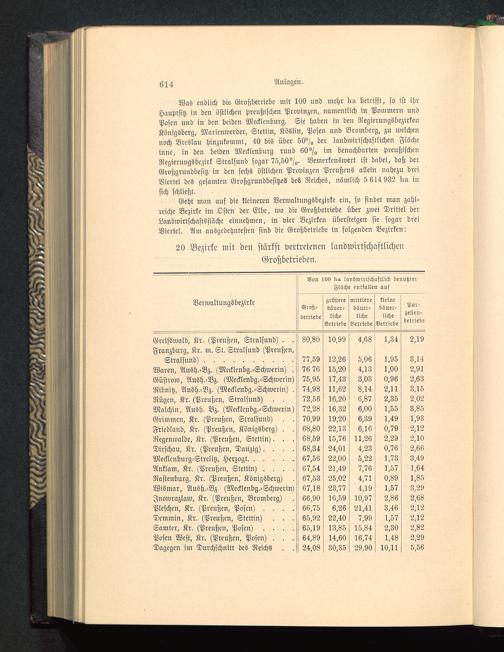 614
Anlagen.
Was endlich die Großbetriebe mit 100 und mehr ha betrifft, so ist ihr
Hauptsitz in den östlichen preußischen Provinzen, namentlich in Pommern und
Posen und in den beiden Mecklenburg. Sie haben in den Regierungsbezirken
Königsberg, Marienwerder, Stettin, Köslin, Posen und Bromberg, zu welchen
noch Breslau hinzukommt, 40 bis über 50% der landwirtschaftlichen Fläche
inne, in den beiden Mecklenburg rund 60% im benachbarten preußischen
Regierungsbezirk Stralsund sogar 75,50%. Bemerkenswert ist dabei, daß der
Großgrundbesitz in den sechs östlichen Provinzen Preußens allein nahezu drei
Viertel des gesamten Großgrundbesitzes des Reiches, nämlich 5 614 932 ha in
sich schließt.
Geht man auf die kleineren Verwaltungsbezirke ein, so findet man zahl-
reiche Bezirke im Osten der Elbe, wo die Großbetriebe über zwei Drittel der
Landwirtschaftsfläche einnehmen, in vier Bezirken übersteigen sie sogar drei
Viertel. Am ausgedehntesten sind die Großbetriebe in folgenden Bezirken:
20 Bezirke mit den stärkst vertretenen landwirtschaftlichen
Großbetrieben.
Verwaltungsbezirke
Von 100 ha landwirtschaftlich benutzter
Fläche entfallen auf
Groß-
betriebe
größere
bäuer-
liche
Betriebe
mittlere
bäuer-
liche
Betriebe
kleine
bäuer-
liche
Betriebe
Par-
zellen-
betriebe
Greifswald, Kr. (Preußen, Stralsund) . . 80,80 10,99 4,68 1,34 2,19
Franzburg, Kr. m. St. Stralsund (Preußen,
Stralsund) . . . . . . . . . . 77,59 12,26 5,06 1,95 3,14
Waren, Aush.-Bz. (Mecklenbg.-Schwerin) . 76 76 15,20 4,13 1,00 2,91
Güstrow, Aush.-Bz. (Mecklenbg.-Schwerin) 75,95 17,43 3,03 0,96 2,63
Ribnitz, Aush.-Bz. (Mecklenbg.-Schwerin) 74,98 11,62 8,14 2,11 3,15
Rügen, Kr. (Preußen, Stralsund) . . 72,56 16,20 6,87 2,35 2,02
Malchin, Aush. Bz. (Mecklenbg.-Schwerin) 72,28 16,32 6,00 1,55 3,85
Grimmen, Kr. (Preußen, Stralsund) . . 70,99 19,20 6,39 1,49 1,93
Friedland, Kr. (Preußen, Königsberg) . . 68,80 22,13 6,16 0,79 2,12
Regenwalde, Kr. (Preußen, Stettin) . . . 68,59 15,76 11,26 2,29 2,10
Dirschau, Kr. (Preußen, Danzig) . . . . 68,34 24,01 4,23 0,76 2,66
Mecklenburg-Strelitz, Herzogt. . . . . . 67,56 22,00 5,22 1,73 3,49
Anklam, Kr. (Preußen, Stettin) . . . . 67,54 21,49 7,76 1,57 1,64
Rastenburg, Kr. (Preußen, Königsberg) . 67,53 25,02 4,71 0,89 1,85
Wismar, Aush.-Bz. (Mecklenbg.-Schwerin) 67,18 23,77 4,19 1,57 3,29
Inowrazlaw, Kr. (Preußen, Bromberg) . 66,90 16,59 10,97 2,86 2,68
Pleschen, Kr. (Preußen, Posen) . . . . 66,75 6,26 21,41 3,46 2,12
Demmin, Kr. (Preußen, Stettin) . . . 65,92 22,40 7,99 1,57 2,12
Samter, Kr. (Preußen, Posen) . . . . 65,19 13,85 15,84 2,30 2,82
Posen West, Kr. (Preußen, Posen) . . . 64,89 14,60 16,74 1,48 2,29
Dagegen im Durchschnitt des Reichs . . . 24,08 30,35 29,90 10,11 5,56